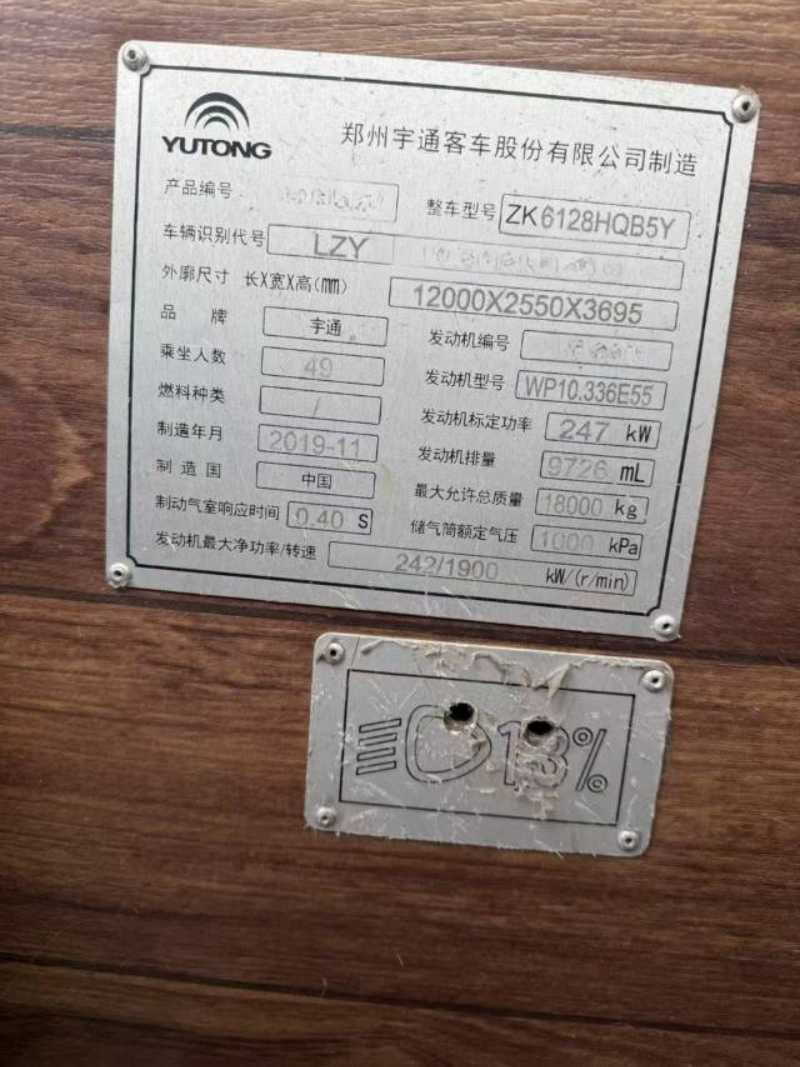 YUTONG
郑州宇通客车股份有限公司制造
产品编号
整车型号 ZK6128HQB5Y
车辆识别代号 LZY
外廓尺寸 长X宽X高(mm) 12000X2550X3695
品 牌 宇通
发动机编号
乘坐人数 49
发动机型号 WP10.336E55
燃料种类 /
发动机标定功率 247 kW
制造年月 2019-11
发动机排量 9726 mL
制造国 中国
最大允许总质量 18000 kg
制动气室响应时间 0.40 S
储气筒额定气压 1000 kPa
发动机最大净功率/转速 242/1900 kW/(r/min)
13%